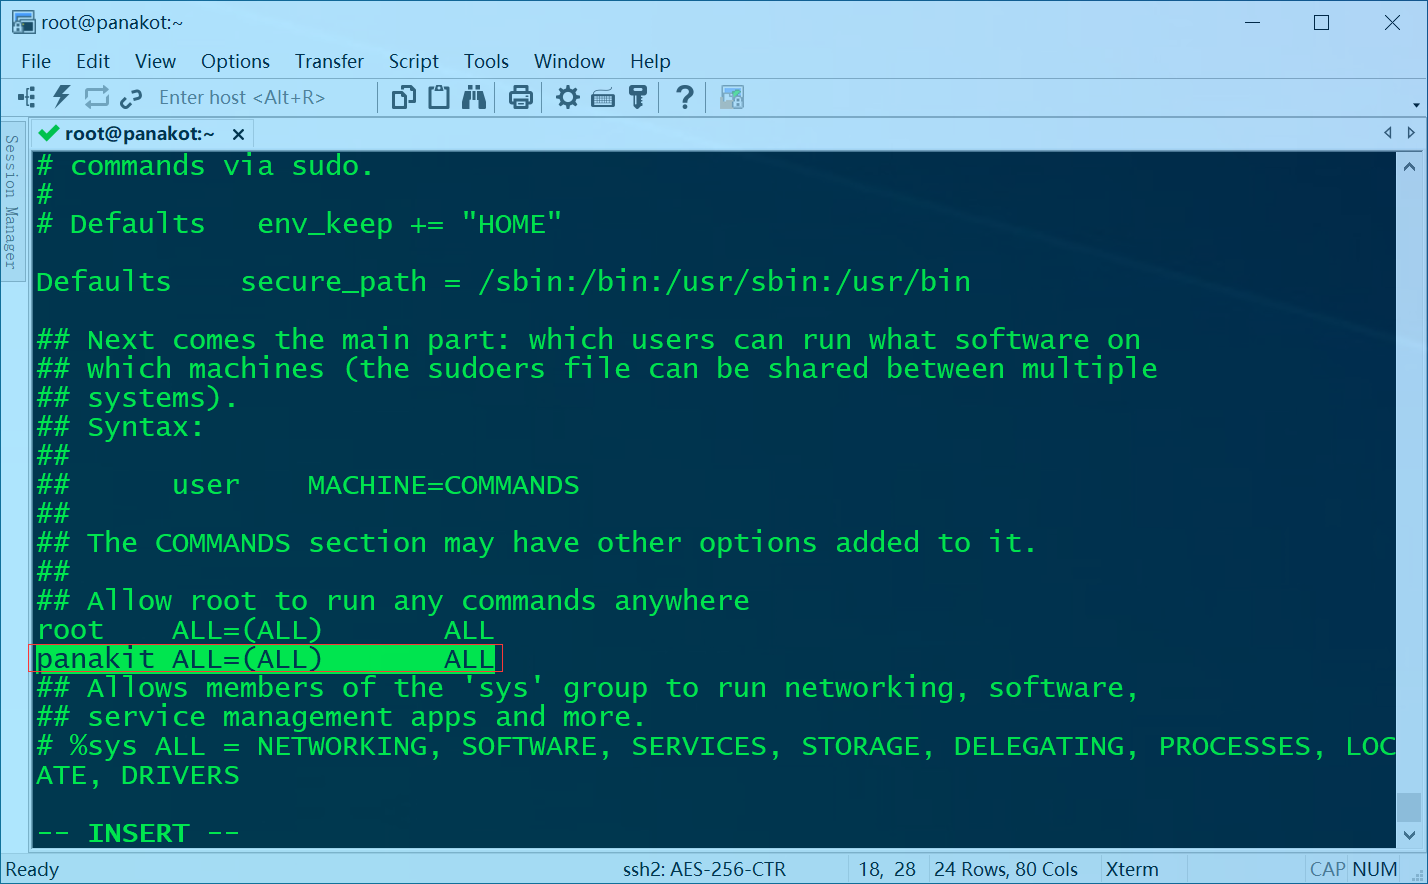 root@panakot:~
File Edit View Options Transfer Script Tools Window Help
Enter host <Alt+R>
Session Manager
root@panakot:~
# commands via sudo.
#
# Defaults   env_keep += "HOME"
Defaults    secure_path = /sbin:/bin:/usr/sbin:/usr/bin
## Next comes the main part: which users can run what software on
## which machines (the sudoers file can be shared between multiple
## systems).
## Syntax:
##
##      user    MACHINE=COMMANDS
##
## The COMMANDS section may have other options added to it.
##
## Allow root to run any commands anywhere
root    ALL=(ALL)       ALL
panakit ALL=(ALL)       ALL
## Allows members of the 'sys' group to run networking, software,
## service management apps and more.
# %sys ALL = NETWORKING, SOFTWARE, SERVICES, STORAGE, DELEGATING, PROCESSES, LOC
ATE, DRIVERS
-- INSERT --
Ready ssh2: AES-256-CTR 18, 28 24 Rows, 80 Cols Xterm CAP NUM